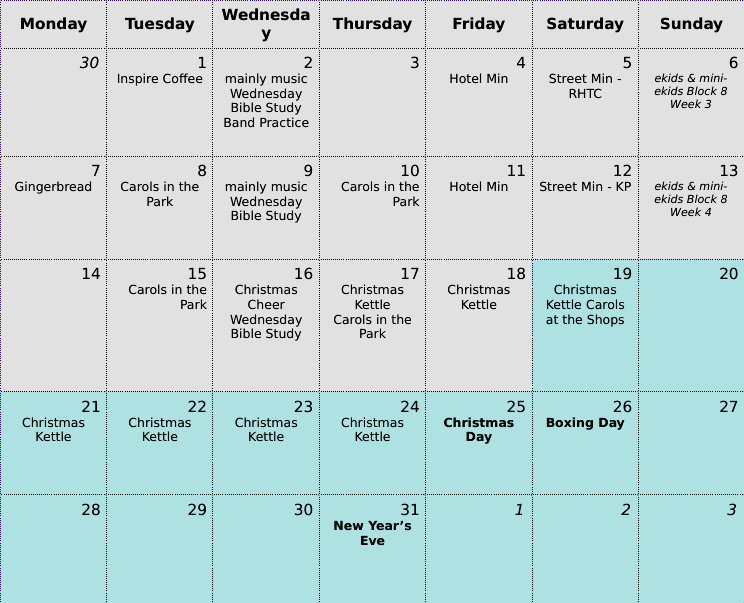 Monday Tuesday Wednesda Thursday Friday Saturday Sunday
y
30 1 2 3 4 5 6
Inspire Coffee
mainly music
Wednesday
Bible Study
Band Practice
Hotel Min
Street Min -
RHTC
ekids & mini-
ekids Block 8
Week 3
7 8 9 10 11 12 13
Gingerbread
Carols in the
Park
mainly music
Wednesday
Bible Study
Carols in the
Park
Hotel Min
Street Min - KP
ekids & mini-
ekids Block 8
Week 4
14 15 16 17 18 19 20
Carols in the
Park
Christmas
Cheer
Wednesday
Bible Study
Christmas
Kettle
Carols in the
Park
Christmas
Kettle
Christmas
Kettle Carols
at the Shops
21 22 23 24 25 26 27
Christmas
Kettle
Christmas
Kettle
Christmas
Kettle
Christmas
Kettle
Christmas
Day
Boxing Day
28 29 30 31 1 2 3
New Year’s
Eve